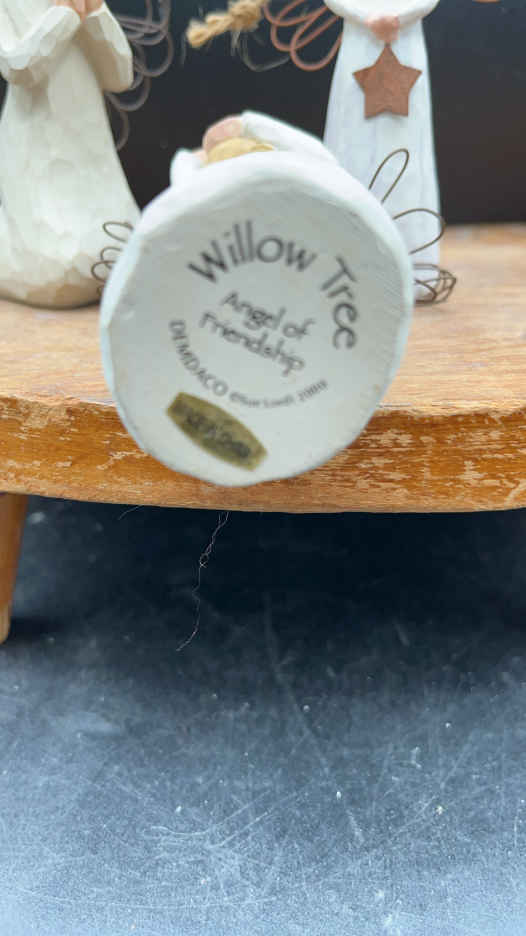 Willow Tree
Angel of
Friendship
DEMDACO ©Susan Lordi 2000